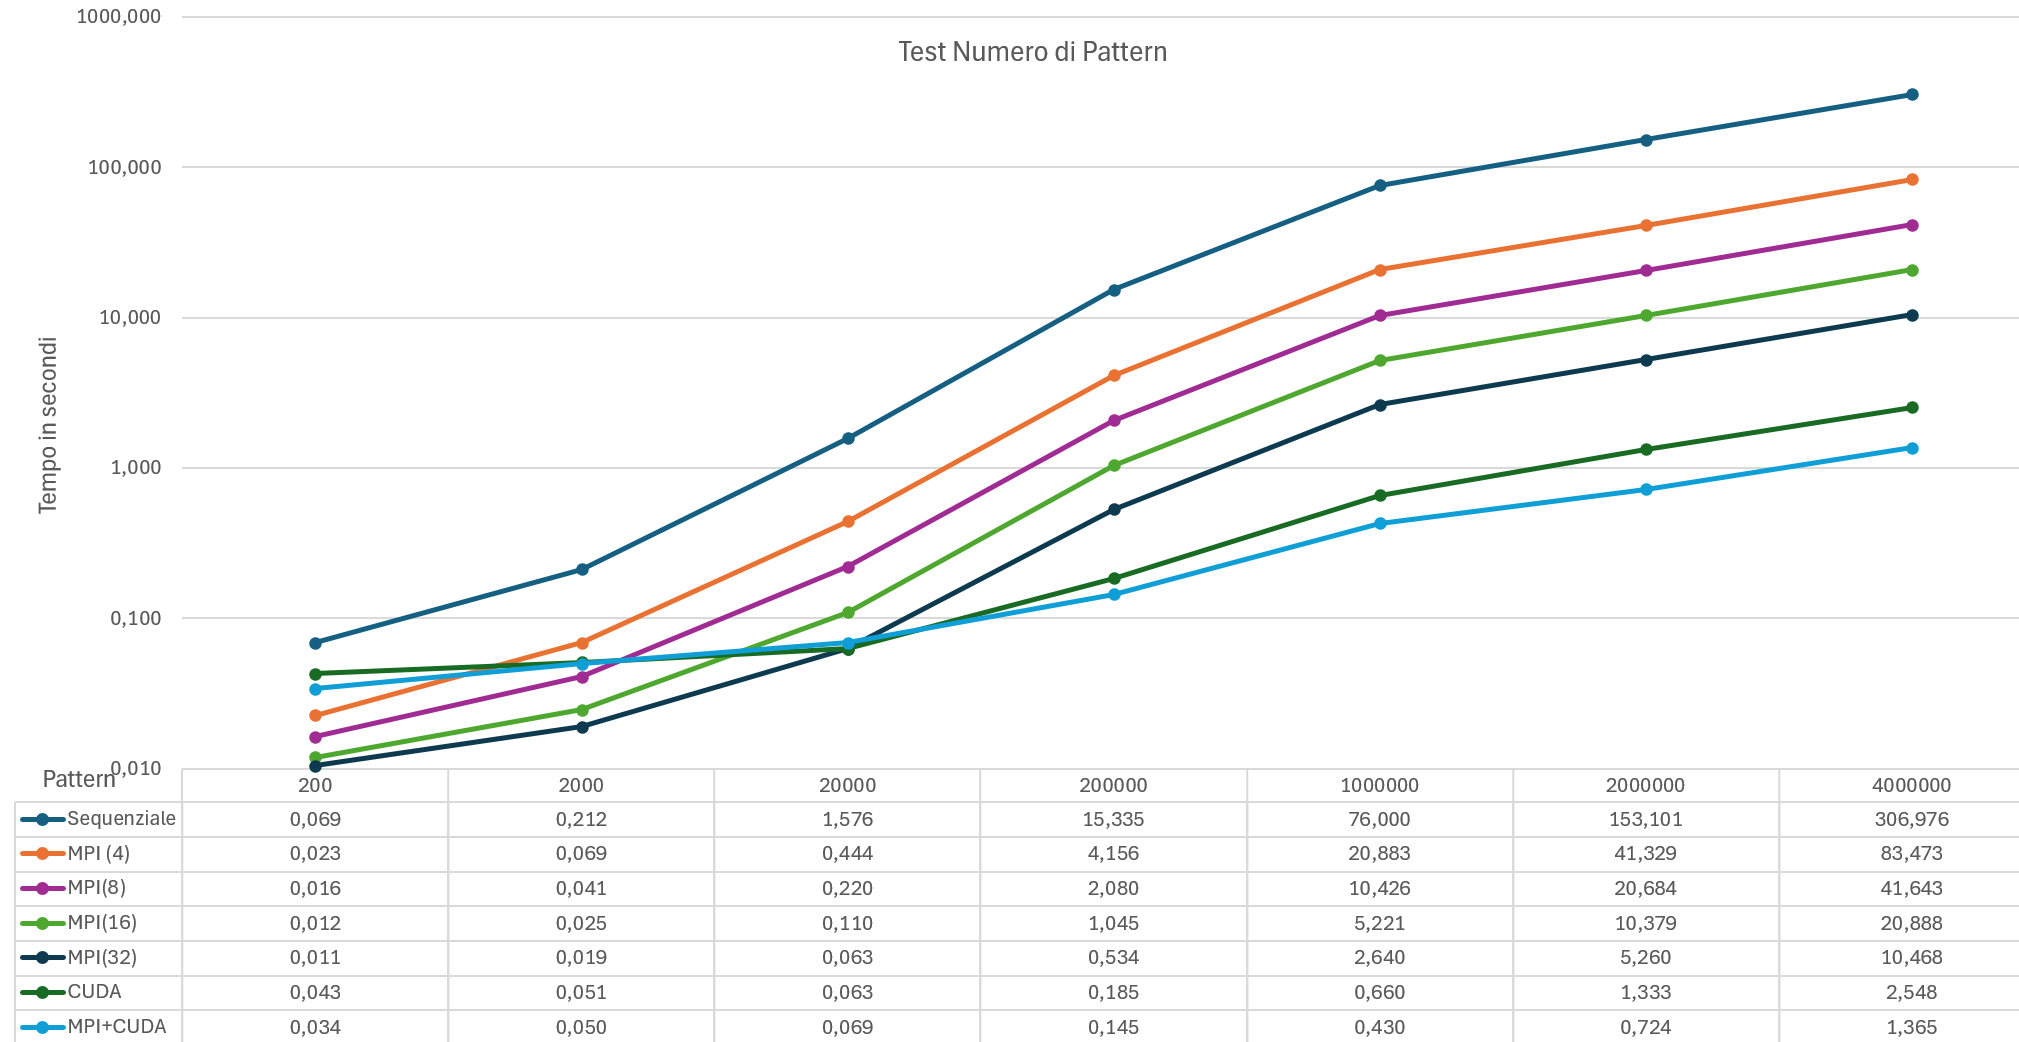 Test Numero di Pattern
1000,000
100,000
10,000
1,000
0,100
0,010
Tempo in secondi
Pattern 200 2000 20000 200000 1000000 2000000 4000000
Sequenziale 0,069 0,212 1,576 15,335 76,000 153,101 306,976
MPI (4) 0,023 0,069 0,444 4,156 20,883 41,329 83,473
MPI(8) 0,016 0,041 0,220 2,080 10,426 20,684 41,643
MPI(16) 0,012 0,025 0,110 1,045 5,221 10,379 20,888
MPI(32) 0,011 0,019 0,063 0,534 2,640 5,260 10,468
CUDA 0,043 0,051 0,063 0,185 0,660 1,333 2,548
MPI+CUDA 0,034 0,050 0,069 0,145 0,430 0,724 1,365